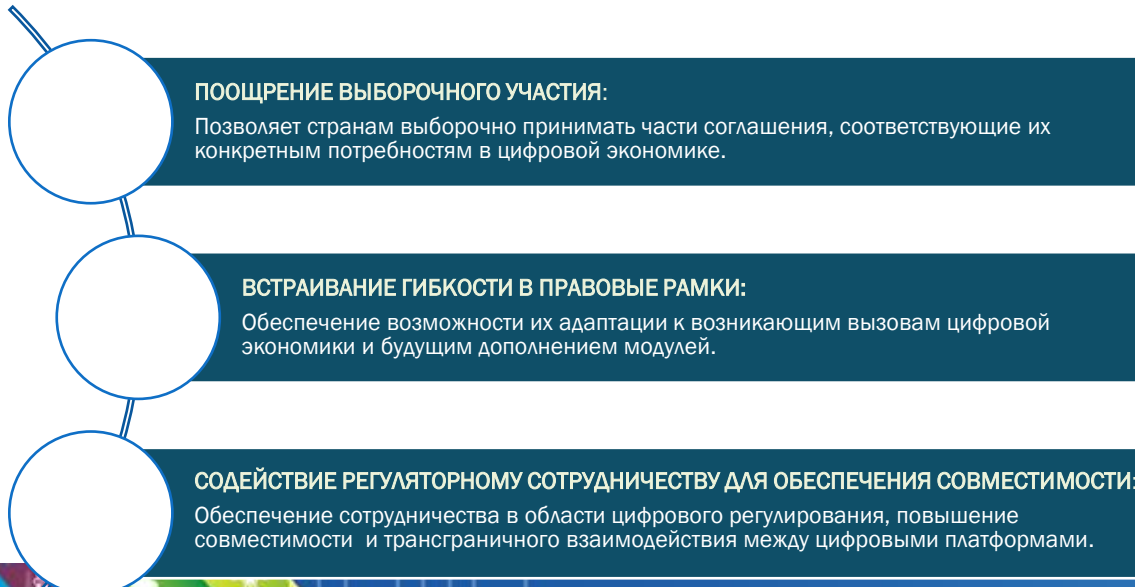 ПООЩРЕНИЕ ВЫБОРОЧНОГО УЧАСТИЯ:
Позволяет странам выборочно принимать части соглашения, соответствующие их
конкретным потребностям в цифровой экономике.
ВСТРАИВАНИЕ ГИБКОСТИ В ПРАВОВЫЕ РАМКИ:
Обеспечение возможности их адаптации к возникающим вызовам цифровой
экономики и будущим дополнением модулей.
СОДЕЙСТВИЕ РЕГУЛЯТОРНОМУ СОТРУДНИЧЕСТВУ ДЛЯ ОБЕСПЕЧЕНИЯ СОВМЕСТИМОСТИ:
Обеспечение сотрудничества в области цифрового регулирования, повышение
совместимости и трансграничного взаимодействия между цифровыми платформами.